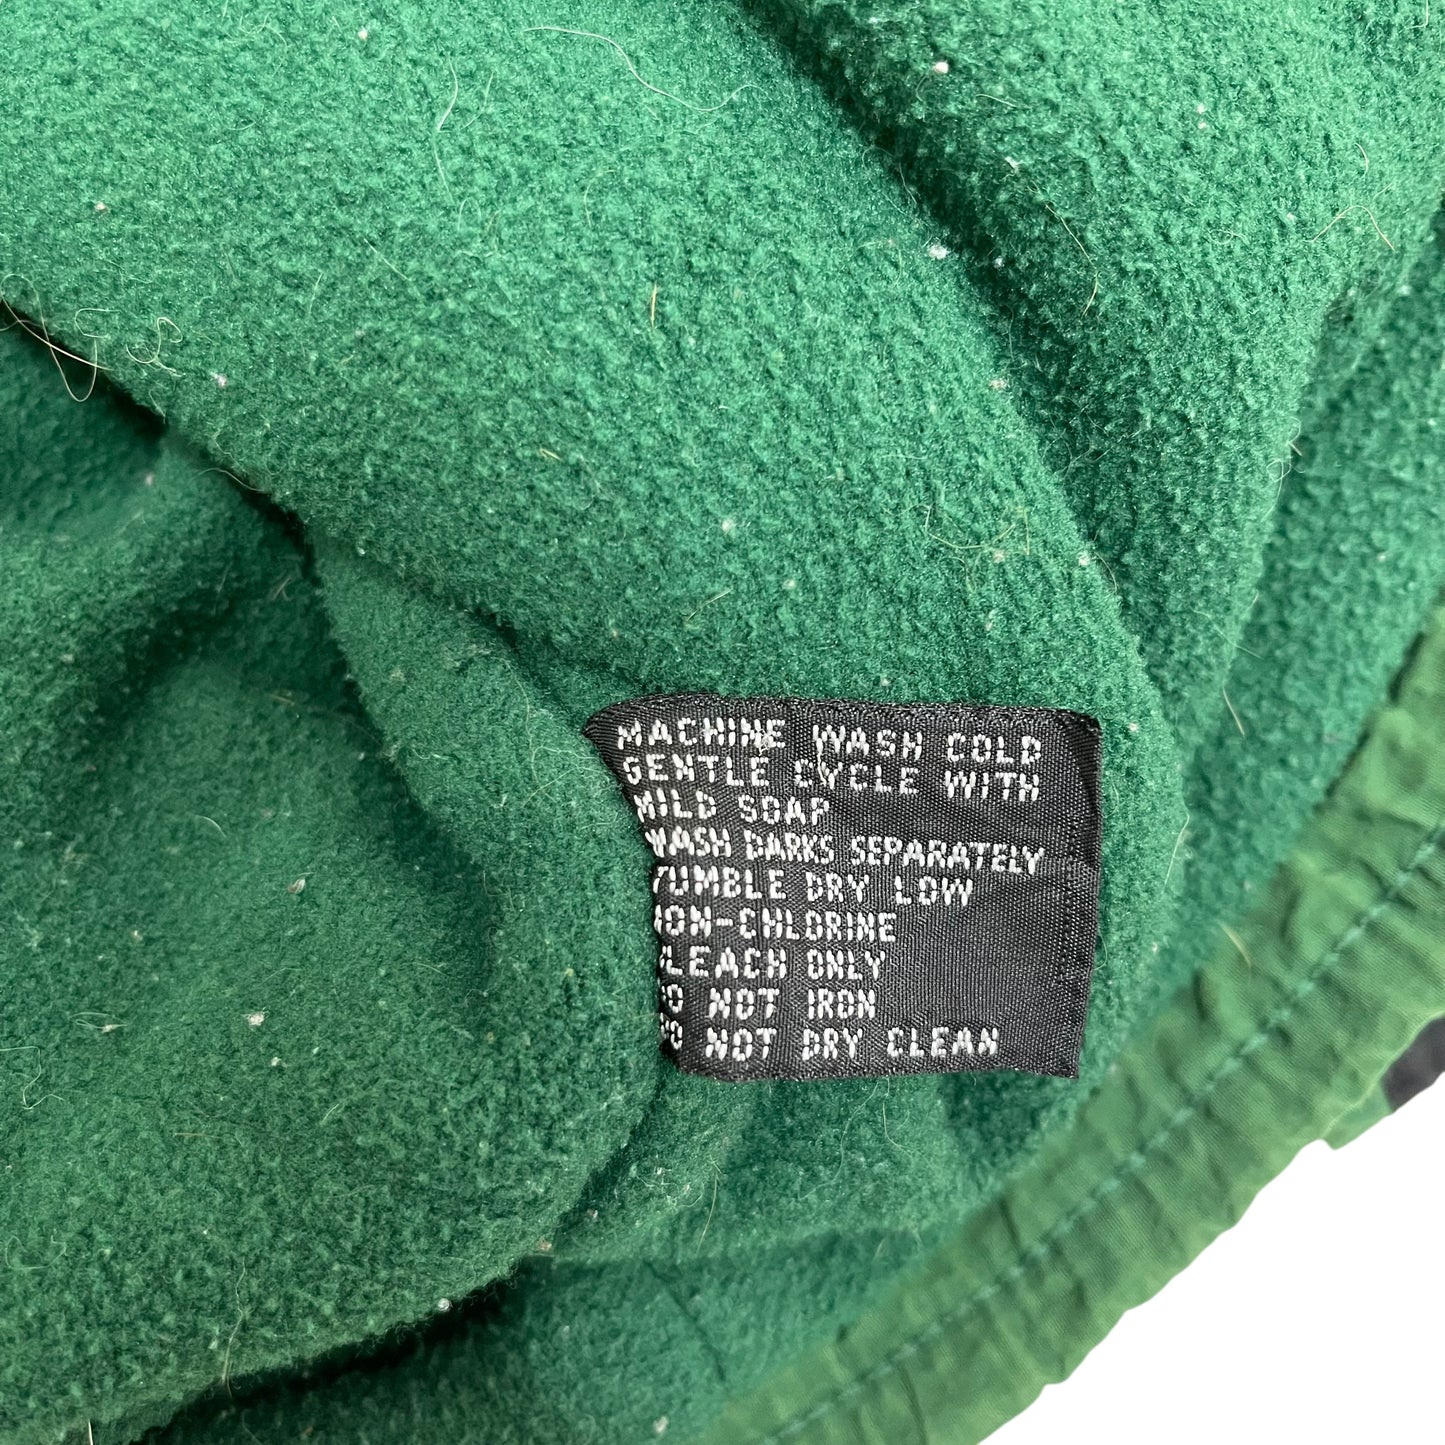 MACHINE WASH COLD
GENTLE CYCLE WITH
MILD SOAP
WASH DARKS SEPARATELY
TUMBLE DRY LOW
NON-CHLORINE
BLEACH ONLY
DO NOT IRON
DO NOT DRY CLEAN